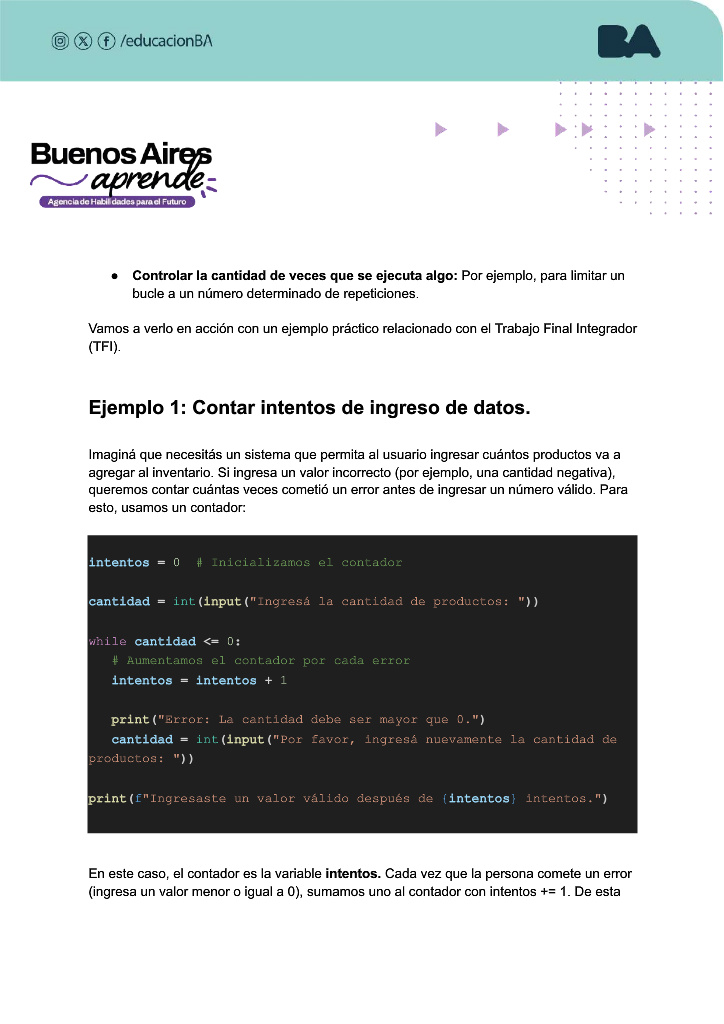 /educacionBA
BA
Buenos Aires
aprende
Agencia de Habilidades para el Futuro
● Controlar la cantidad de veces que se ejecuta algo: Por ejemplo, para limitar un
bucle a un número determinado de repeticiones.
Vamos a verlo en acción con un ejemplo práctico relacionado con el Trabajo Final Integrador
(TFI).
Ejemplo 1: Contar intentos de ingreso de datos.
Imaginá que necesitás un sistema que permita al usuario ingresar cuántos productos va a
agregar al inventario. Si ingresa un valor incorrecto (por ejemplo, una cantidad negativa),
queremos contar cuántas veces cometió un error antes de ingresar un número válido. Para
esto, usamos un contador:
intentos = 0  # Inicializamos el contador
cantidad = int(input("Ingresá la cantidad de productos: "))
while cantidad <= 0:
   # Aumentamos el contador por cada error
   intentos = intentos + 1
   print("Error: La cantidad debe ser mayor que 0.")
   cantidad = int(input("Por favor, ingresá nuevamente la cantidad de
productos: "))
print(f"Ingresaste un valor válido después de {intentos} intentos.")
En este caso, el contador es la variable intentos. Cada vez que la persona comete un error
(ingresa un valor menor o igual a 0), sumamos uno al contador con intentos += 1. De esta